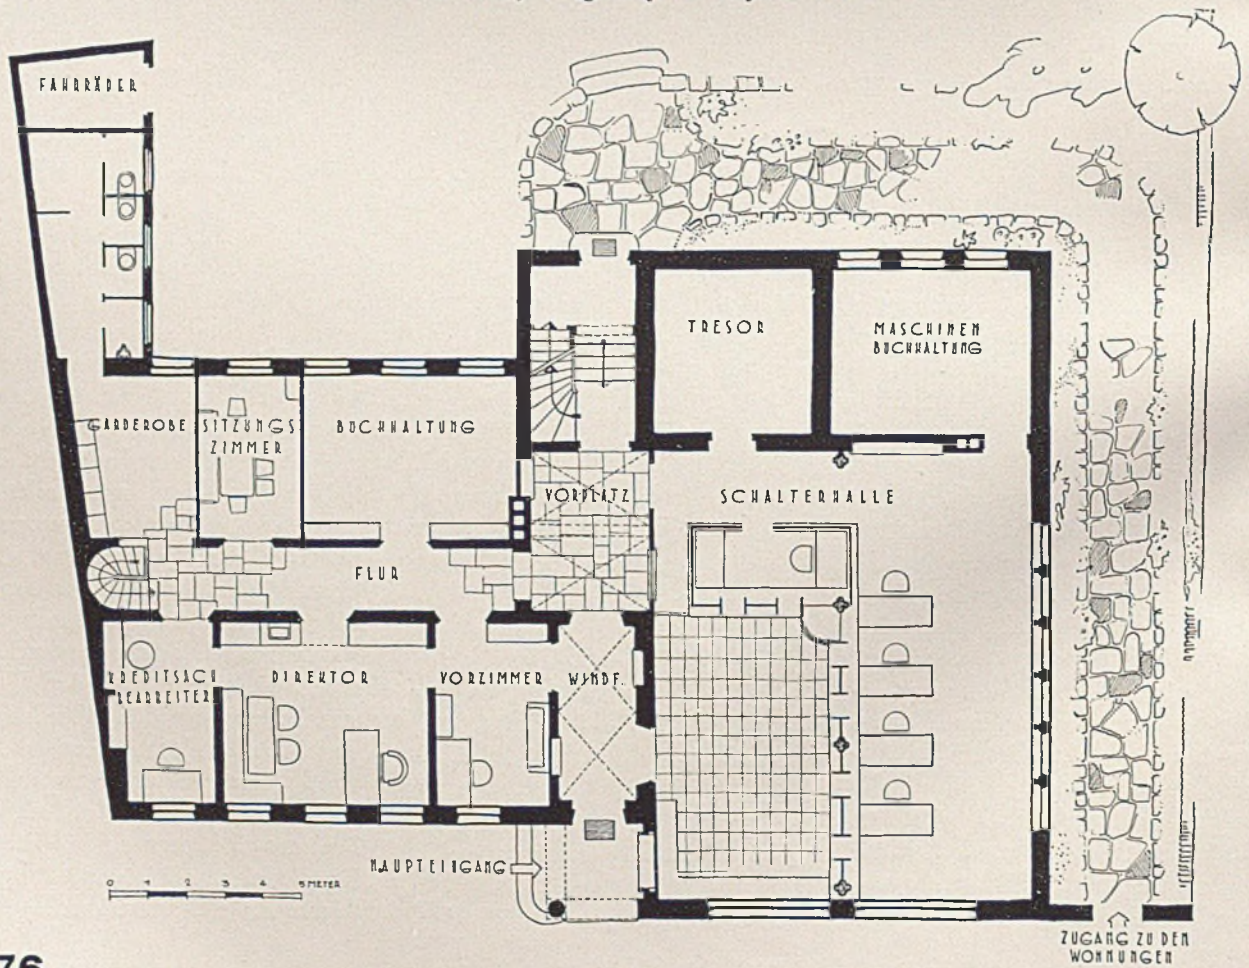 FAHRRÄDER
TRESOR
MASCHINEN
BUCHHALTUNG
GARDEROBE
SITZUNGS
ZIMMER
BUCHHALTUNG
VORPLATZ
SCHALTERHALLE
FLUR
KREDITSACH
BEARBEITER
DIREKTOR
VORZIMMER
WINDF.
HAUPTEINGANG
0 1 2 3 4 5 METER
ZUGANG ZU DEN
WOHNUNGEN
76